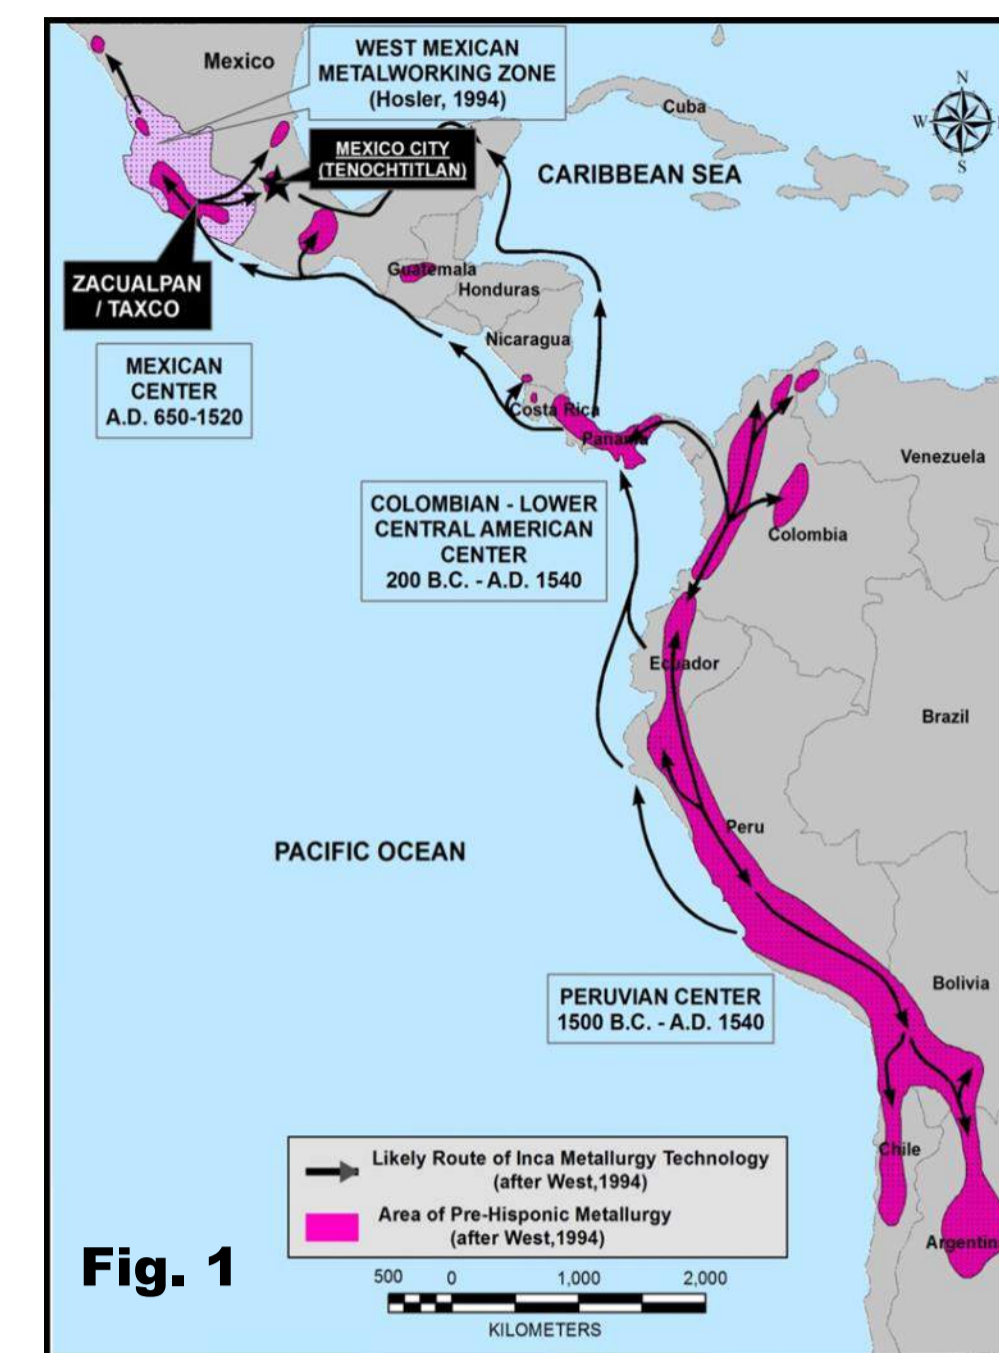 Mexico
WEST MEXICAN
METALWORKING ZONE
(Hosler, 1994)
Cuba
N
W
S
MEXICO CITY
(TENOCHTITLAN)
CARIBBEAN SEA
ZACUALPAN
/ TAXCO
Guatemala
Honduras
Nicaragua
MEXICAN
CENTER
A.D. 650-1520
Costa Rica
Panama
Venezuela
COLOMBIAN - LOWER
CENTRAL AMERICAN
CENTER
200 B.C. - A.D. 1540
Colombia
Ecuador
Brazil
Peru
PACIFIC OCEAN
PERUVIAN CENTER
1500 B.C. - A.D. 1540
Bolivia
Chile
Argentin
Likely Route of Inca Metallurgy Technology
(after West,1994)
Area of Pre-Hisponic Metallurgy
(after West,1994)
Fig. 1
500 0 1,000 2,000
KILOMETERS